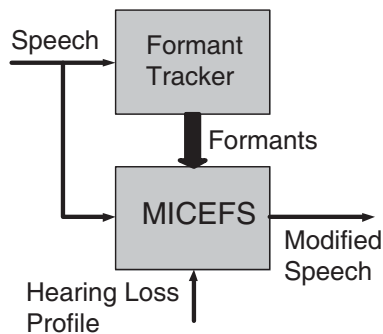 Speech
Formant
Tracker
Formants
MICEFS
Modified
Speech
Hearing Loss
Profile